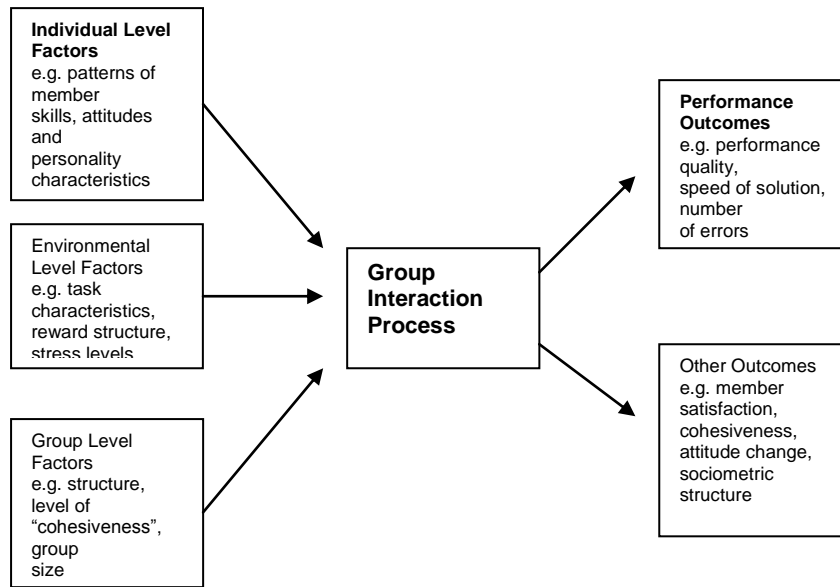 Individual Level
Factors
e.g. patterns of
member
skills, attitudes
and
personality
characteristics
Environmental
Level Factors
e.g. task
characteristics,
reward structure,
stress levels
Group Level
Factors
e.g. structure,
level of
“cohesiveness”,
group
size
Group
Interaction
Process
Performance
Outcomes
e.g. performance
quality,
speed of solution,
number
of errors
Other Outcomes
e.g. member
satisfaction,
cohesiveness,
attitude change,
sociometric
structure